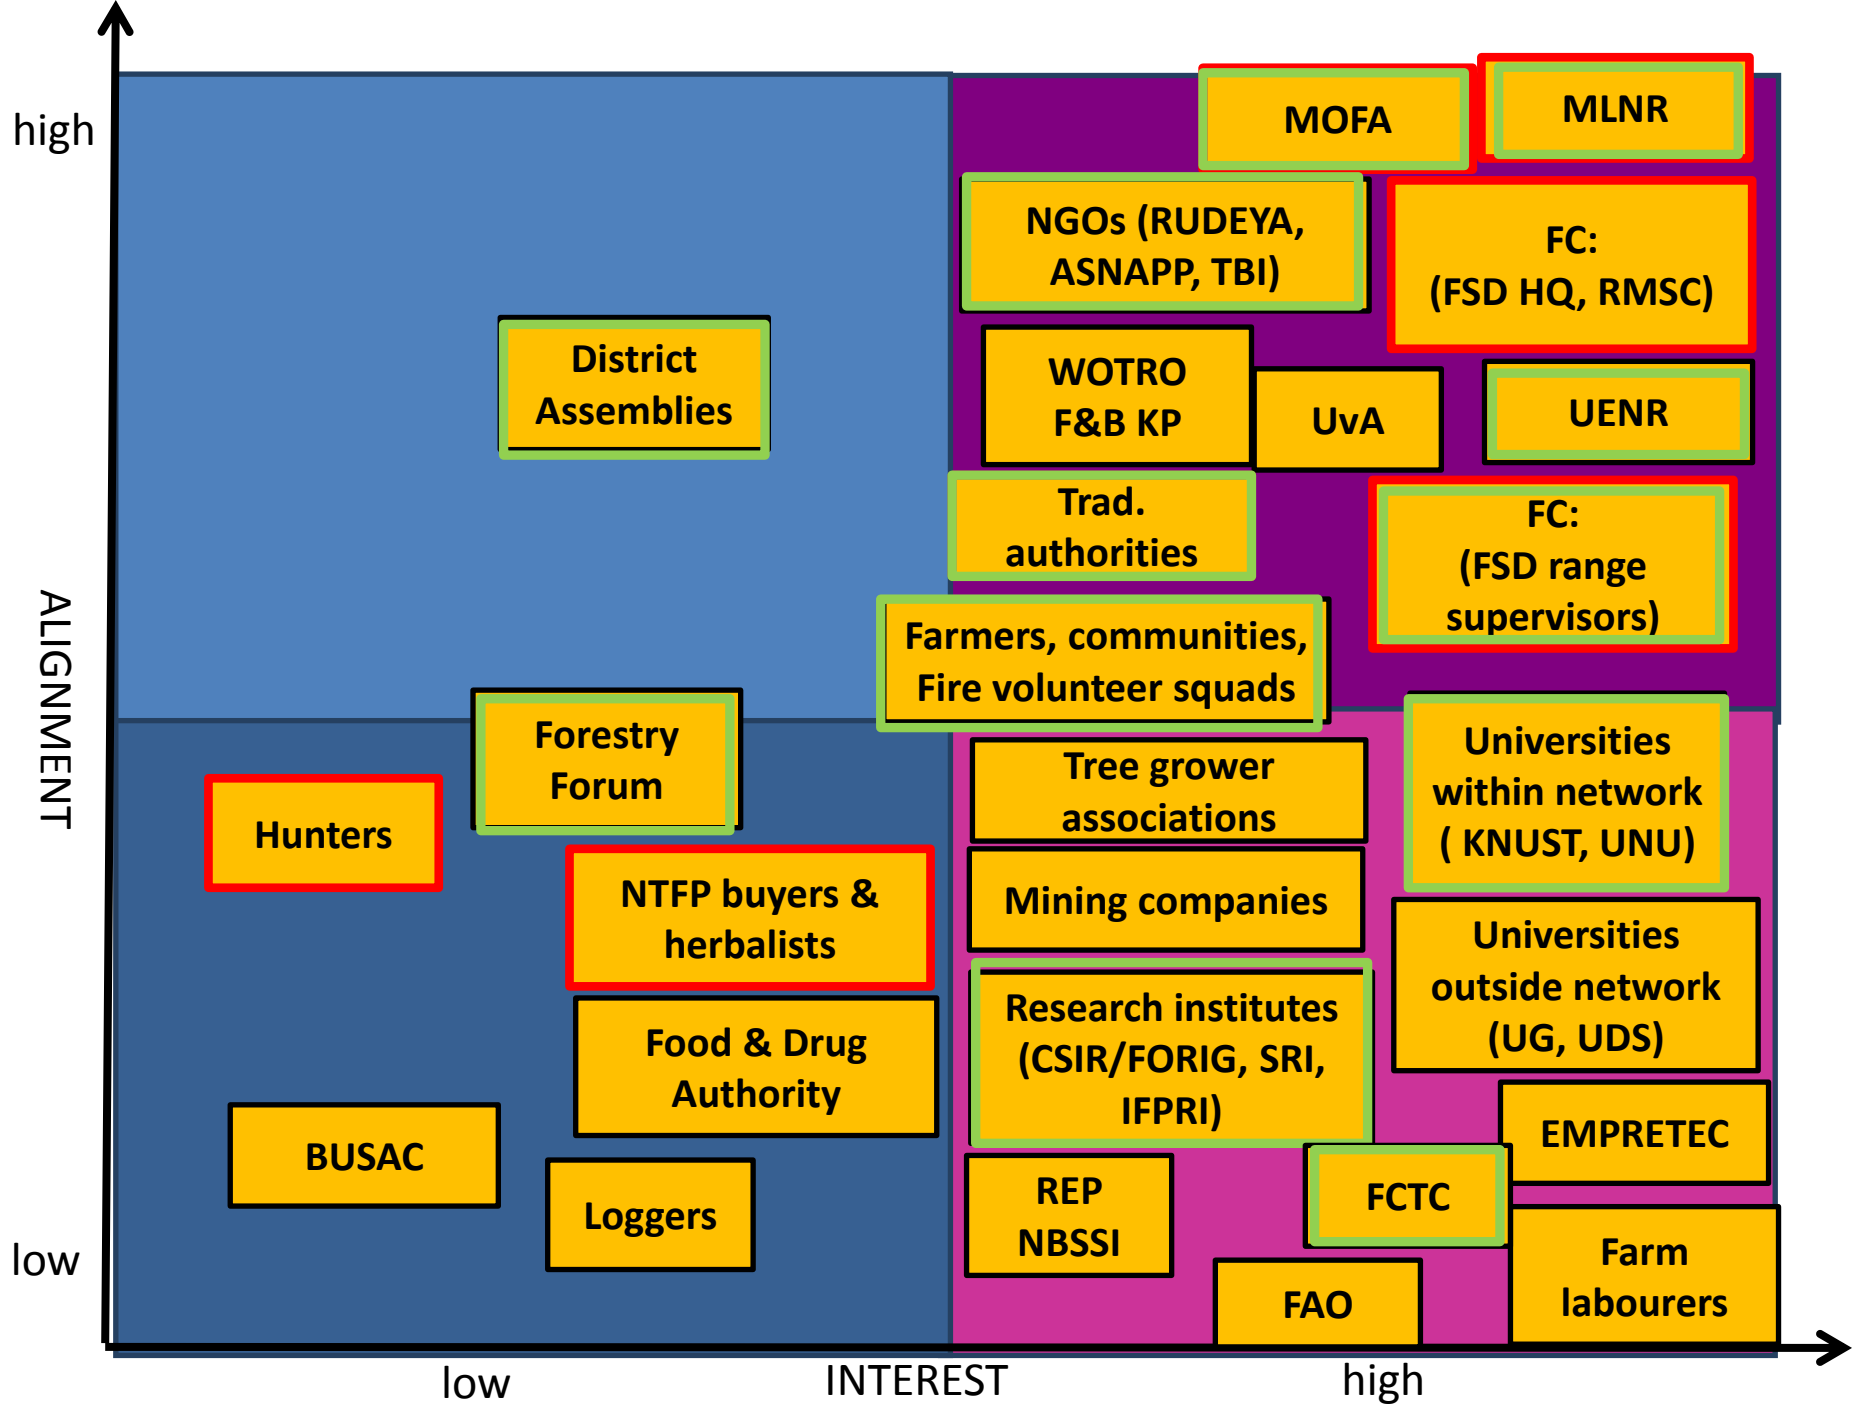 high
MOFA
MLNR
NGOs (RUDEYA,
ASNAPP, TBI)
FC:
(FSD HQ, RMSC)
District
Assemblies
WOTRO
F&B KP
UvA
UENR
Trad.
authorities
FC:
(FSD range
supervisors)
Farmers, communities,
Fire volunteer squads
ALIGNMENT
Forestry
Forum
Hunters
Tree grower
associations
Universities
within network
( KNUST, UNU)
NTFP buyers &
herbalists
Mining companies
Universities
outside network
(UG, UDS)
Food & Drug
Authority
Research institutes
(CSIR/FORIG, SRI,
IFPRI)
BUSAC
Loggers
EMPRETEC
REP
NBSSI
FCTC
FAO
Farm
labourers
low
low
INTEREST
high